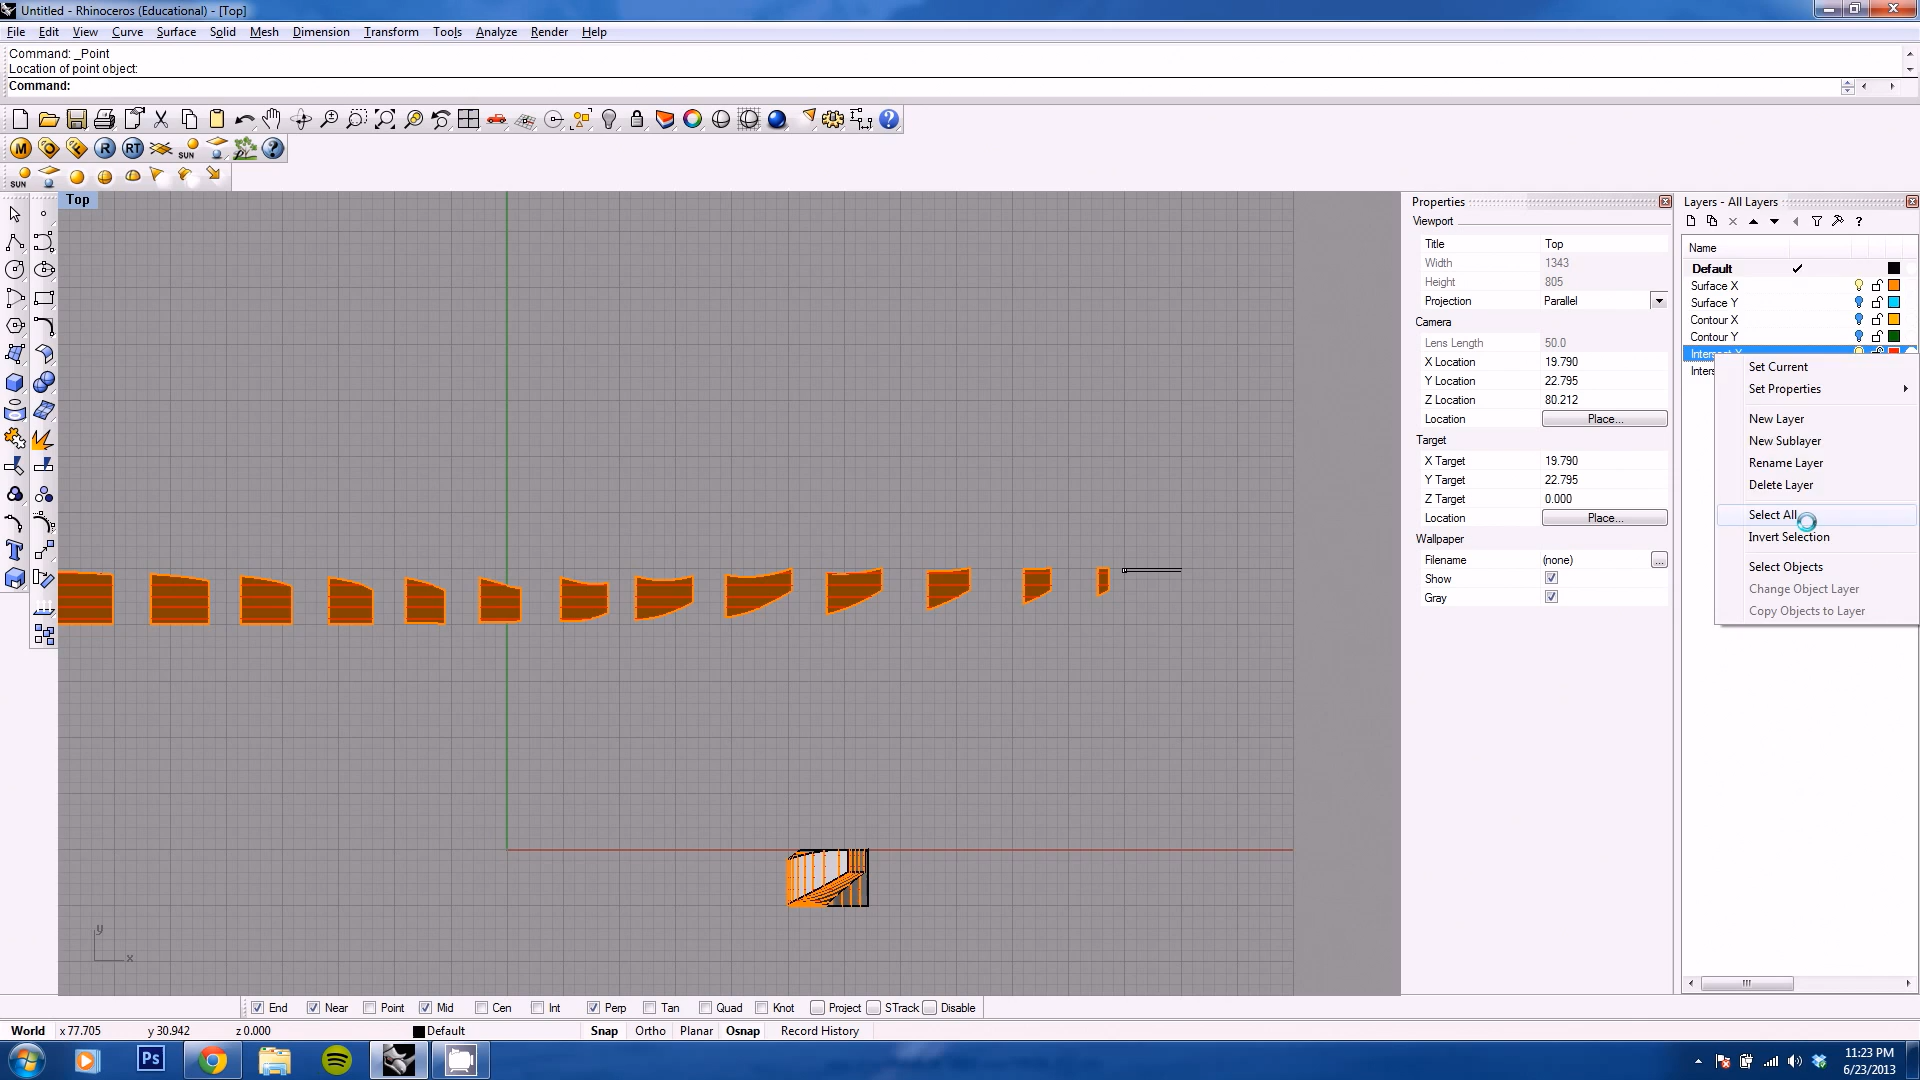 Untitled - Rhinoceros (Educational) - [Top]
File Edit View Curve Surface Solid Mesh Dimension Transform Tools Analyze Render Help
Command: _Point
Location of point object:
Command:
M O F R RT SUN ?
SUN
Top
Properties
Viewport
Title Top
Width 1343
Height 805
Projection Parallel
Camera
Lens Length 50.0
X Location 19.790
Y Location 22.795
Z Location 80.212
Location Place...
Target
X Target 19.790
Y Target 22.795
Z Target 0.000
Location Place...
Wallpaper
Filename (none) ...
Show
Gray
Layers - All Layers
Name
Default
Surface X
Surface Y
Contour X
Contour Y
Intersect Y
Inters
Set Current
Set Properties
New Layer
New Sublayer
Rename Layer
Delete Layer
Select All
Invert Selection
Select Objects
Change Object Layer
Copy Objects to Layer
y
x
End Near Point Mid Cen Int Perp Tan Quad Knot Project STrack Disable
World x 77.705 y 30.942 z 0.000 Default Snap Ortho Planar Osnap Record History
Ps
11:23 PM
6/23/2013